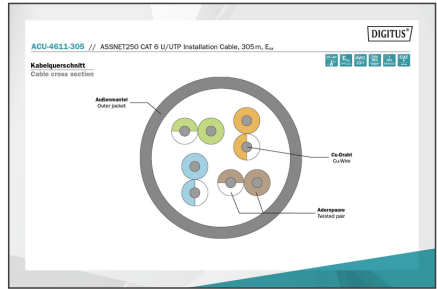 DIGITUS®
ACU-4611-305 // ASSNET250 CAT 6 U/UTP Installation Cable, 305 m, Eca
Kabelquerschnitt
Cable cross section
Außenmantel
Outer jacket
Cu-Draht
Cu-Wire
Adernpaare
Twisted pair